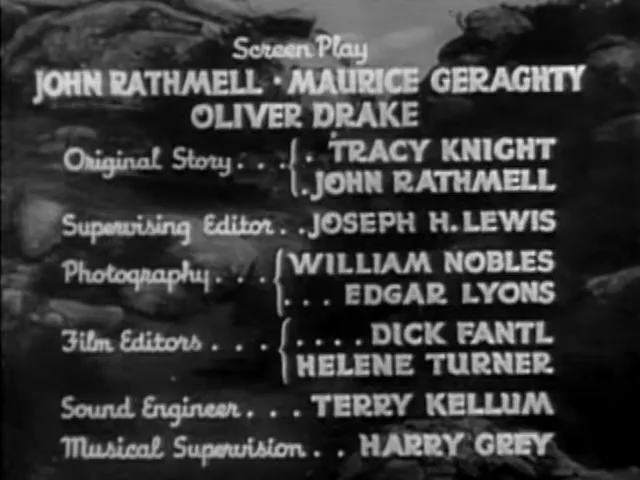 Screen Play
JOHN RATHMELL · MAURICE GERAGHTY
OLIVER DRAKE
Original Story . . . { . TRACY KNIGHT
. JOHN RATHMELL
Supervising Editor . . JOSEPH H. LEWIS
Photography . . . { WILLIAM NOBLES
. . . EDGAR LYONS
Film Editors . . . { . . . . DICK FANTL
HELENE TURNER
Sound Engineer . . . TERRY KELLUM
Musical Supervision . . HARRY GREY